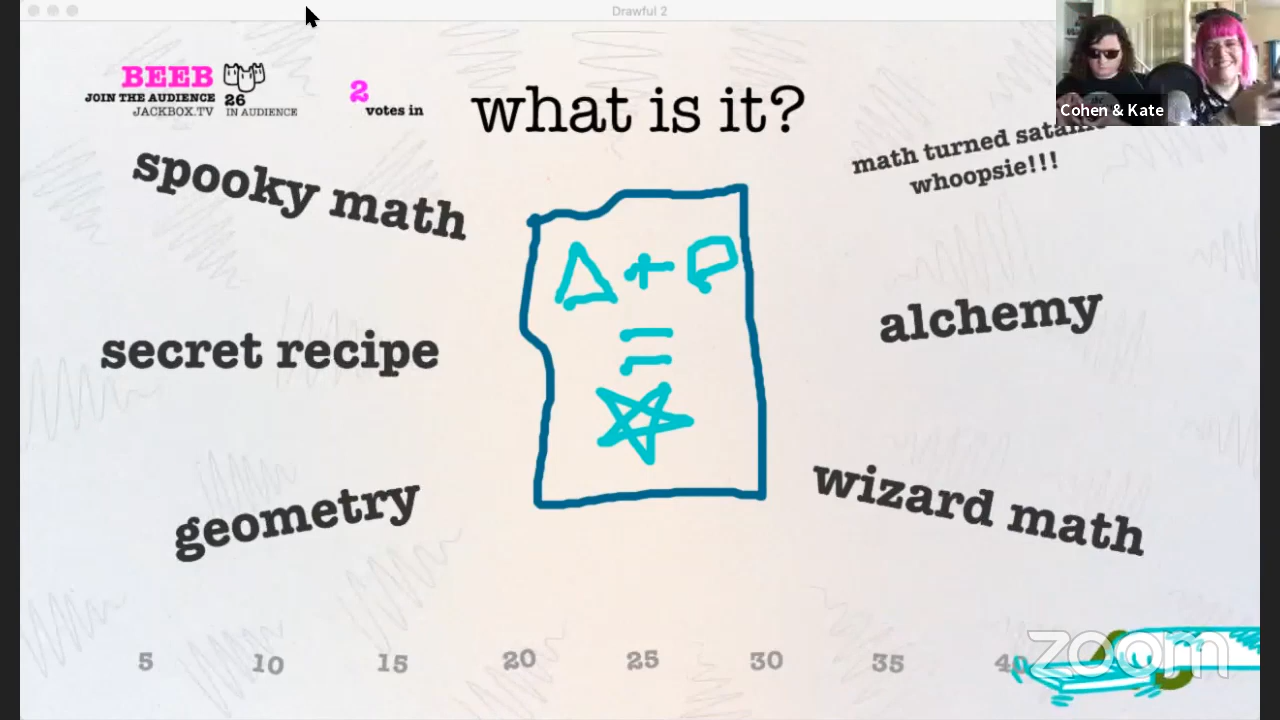 Drawful 2
BEEB
JOIN THE AUDIENCE
JACKBOX.TV
26
IN AUDIENCE
2
votes in
what is it?
Cohen & Kate
spooky math
math turned satanic
whoopsie!!!
secret recipe
alchemy
geometry
wizard math
+
=
5 10 15 20 25 30 35 40
zoom